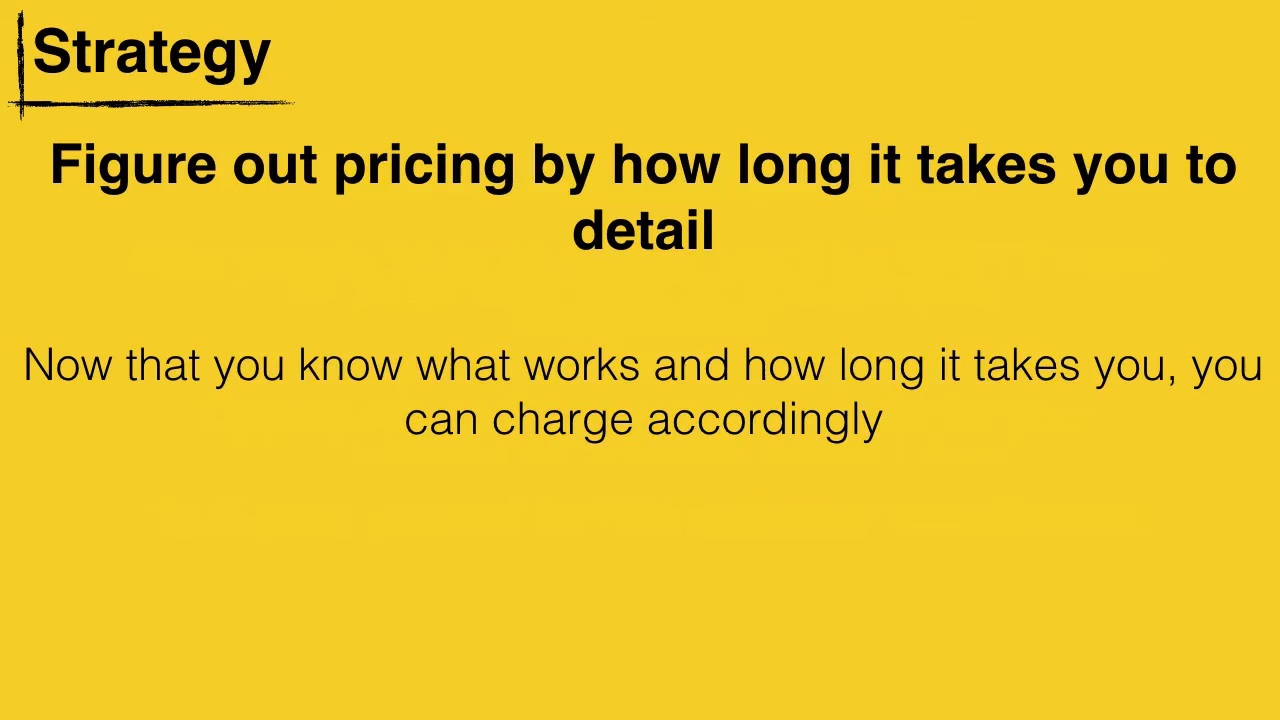 Strategy
Figure out pricing by how long it takes you to
detail
Now that you know what works and how long it takes you, you
can charge accordingly